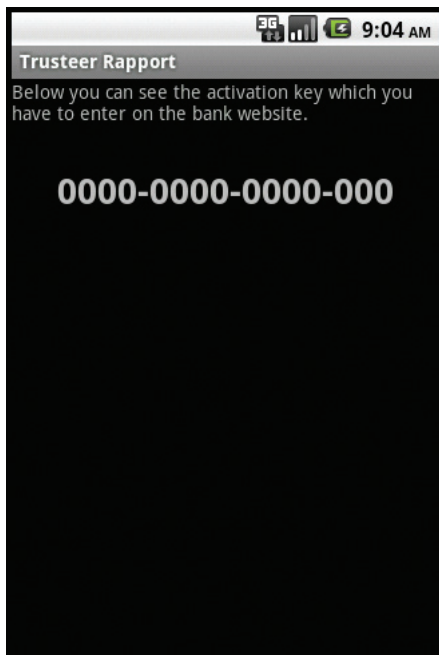 3G 9:04 AM
Trusteer Rapport
Below you can see the activation key which you
have to enter on the bank website.
0000-0000-0000-000